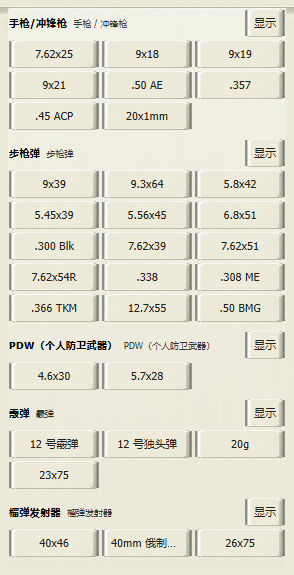 手枪/冲锋枪 手枪 / 冲锋枪 显示
7.62x25 9x18 9x19
9x21 .50 AE .357
.45 ACP 20x1mm
步枪弹 步枪弹 显示
9x39 9.3x64 5.8x42
5.45x39 5.56x45 6.8x51
.300 Blk 7.62x39 7.62x51
7.62x54R .338 .308 ME
.366 TKM 12.7x55 .50 BMG
PDW（个人防卫武器） PDW（个人防卫武器） 显示
4.6x30 5.7x28
霰弹 霰弹 显示
12 号霰弹 12 号独头弹 20g
23x75
榴弹发射器 榴弹发射器 显示
40x46 40mm 俄制... 26x75